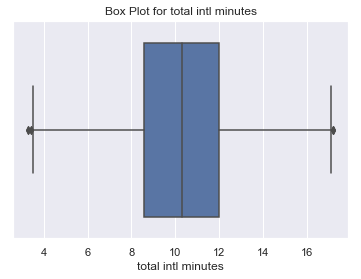 Box Plot for total intl minutes
4 6 8 10 12 14 16
total intl minutes